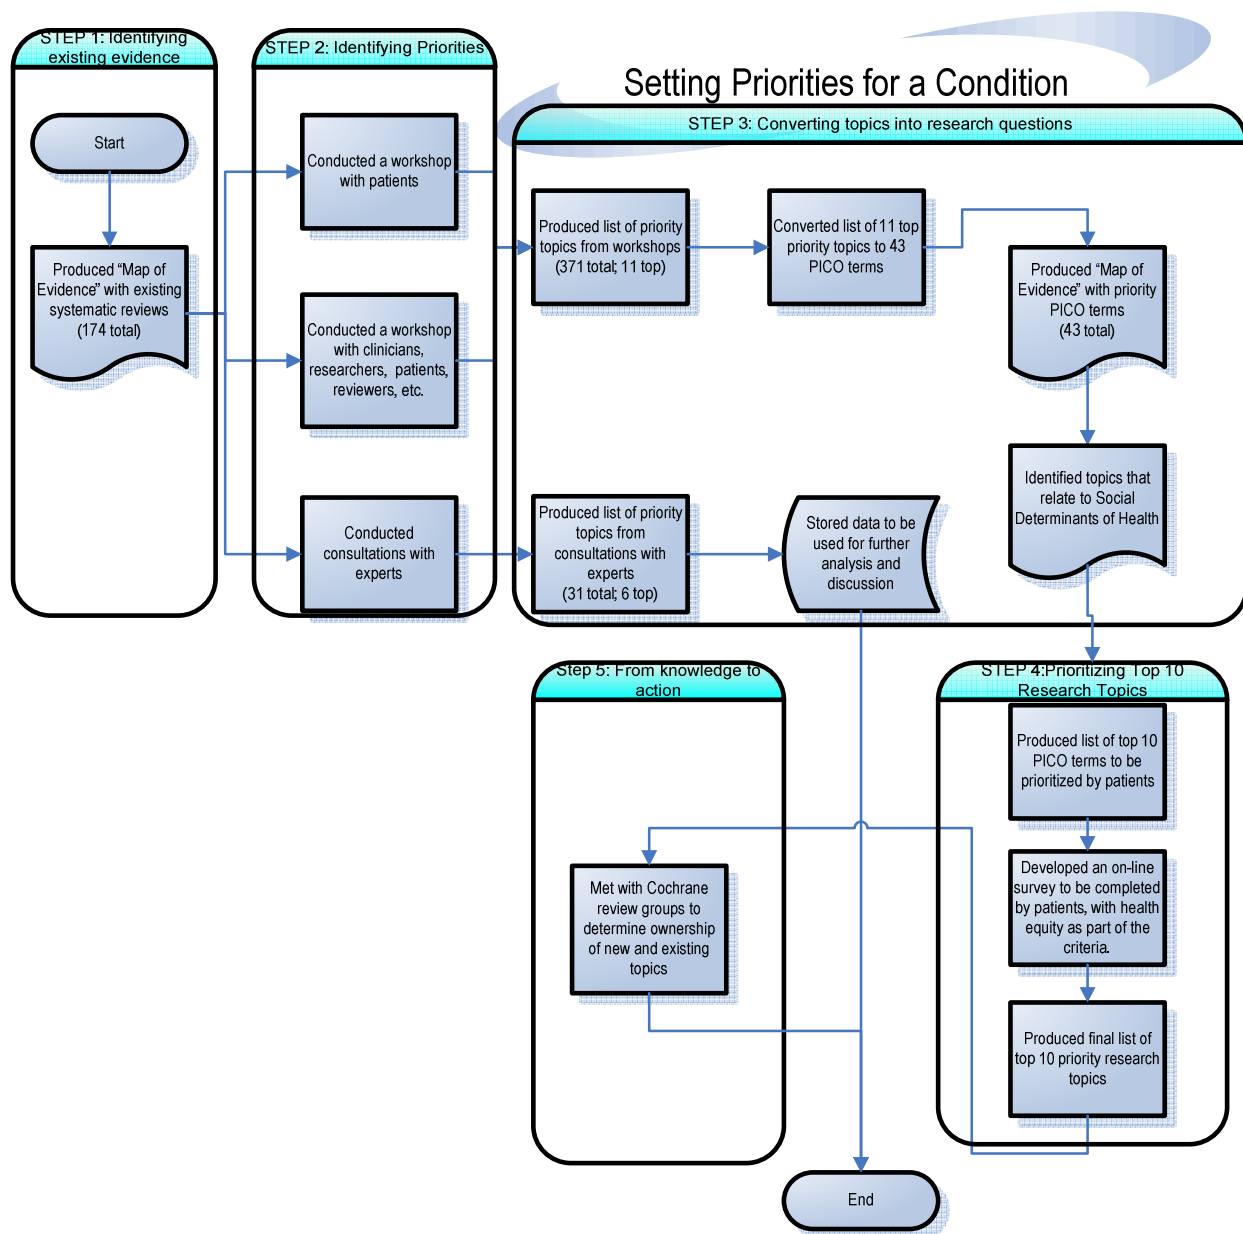 Setting Priorities for a Condition
STEP 1: Identifying
existing evidence
Start
Produced “Map of
Evidence” with existing
systematic reviews
(174 total)
STEP 2: Identifying Priorities
Conducted a workshop
with patients
Conducted a workshop
with clinicians,
researchers, patients,
reviewers, etc.
Conducted
consultations with
experts
STEP 3: Converting topics into research questions
Produced list of priority
topics from workshops
(371 total; 11 top)
Converted list of 11 top
priority topics to 43
PICO terms
Produced “Map of
Evidence” with priority
PICO terms
(43 total)
Identified topics that
relate to Social
Determinants of Health
Produced list of priority
topics from
consultations with
experts
(31 total; 6 top)
Stored data to be
used for further
analysis and
discussion
STEP 4:Prioritizing Top 10
Research Topics
Produced list of top 10
PICO terms to be
prioritized by patients
Developed an on-line
survey to be completed
by patients, with health
equity as part of the
criteria.
Produced final list of
top 10 priority research
topics
Step 5: From knowledge to
action
Met with Cochrane
review groups to
determine ownership
of new and existing
topics
End